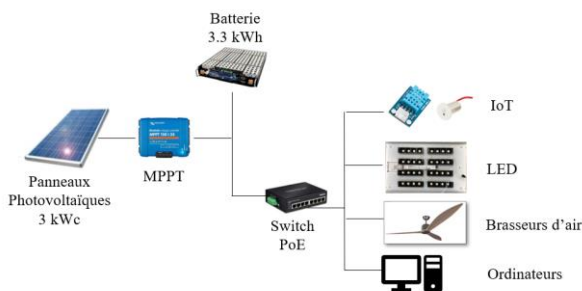 Batterie
3.3 kWh
IoT
LED
Panneaux
Photovoltaïques
3 kWc
MPPT
Switch
PoE
Brasseurs d'air
Ordinateurs